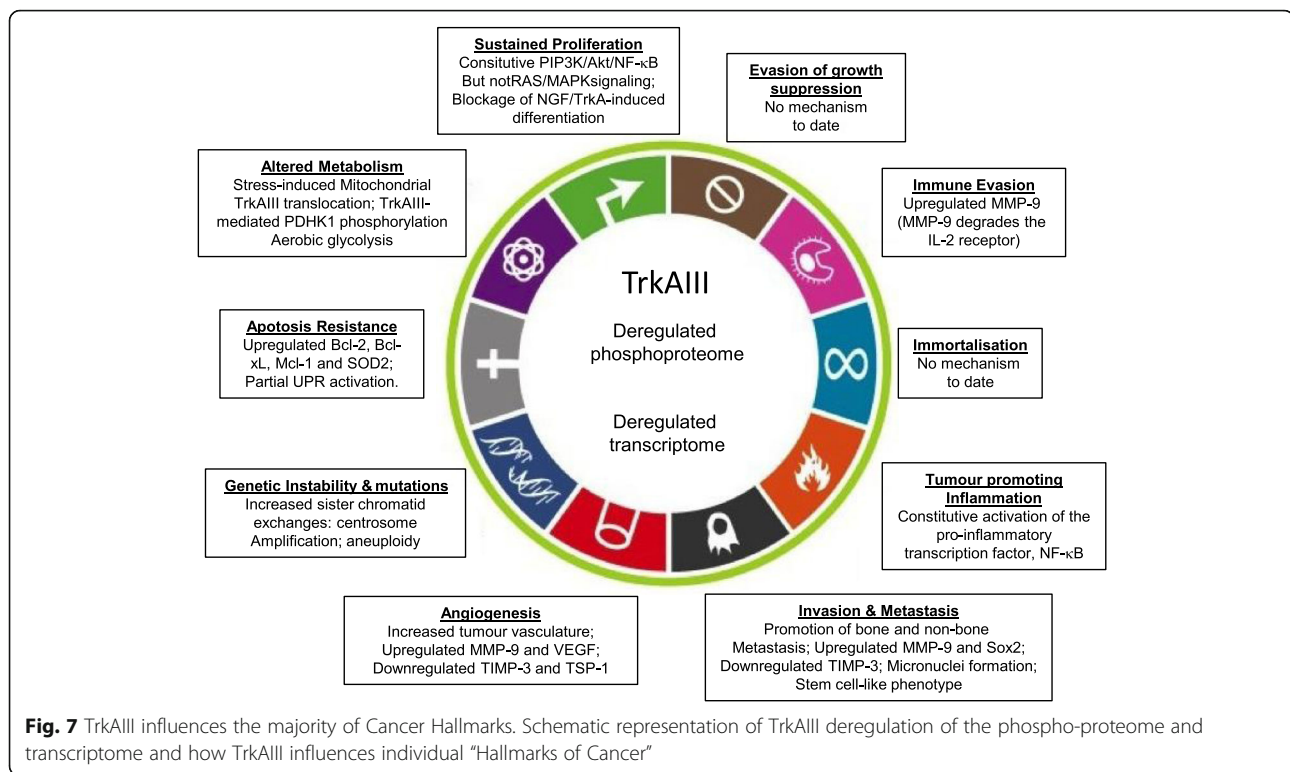 Sustained Proliferation
Consitutive PIP3K/Akt/NF-κB
But notRAS/MAPKsignaling;
Blockage of NGF/TrkA-induced
differentiation
Evasion of growth
suppression
No mechanism
to date
Altered Metabolism
Stress-induced Mitochondrial
TrkAIII translocation; TrkAIII-
mediated PDHK1 phosphorylation
Aerobic glycolysis
Immune Evasion
Upregulated MMP-9
(MMP-9 degrades the
IL-2 receptor)
TrkAIII
Deregulated
phosphoproteome
Deregulated
transcriptome
Apotosis Resistance
Upregulated Bcl-2, Bcl-
xL, Mcl-1 and SOD2;
Partial UPR activation.
Immortalisation
No mechanism
to date
Genetic Instability & mutations
Increased sister chromatid
exchanges: centrosome
Amplification; aneuploidy
Tumour promoting
Inflammation
Constitutive activation of the
pro-inflammatory
transcription factor, NF-κB
Angiogenesis
Increased tumour vasculature;
Upregulated MMP-9 and VEGF;
Downregulated TIMP-3 and TSP-1
Invasion & Metastasis
Promotion of bone and non-bone
Metastasis; Upregulated MMP-9 and Sox2;
Downregulated TIMP-3; Micronuclei formation;
Stem cell-like phenotype
Fig. 7 TrkAIII influences the majority of Cancer Hallmarks. Schematic representation of TrkAIII deregulation of the phospho-proteome and
transcriptome and how TrkAIII influences individual "Hallmarks of Cancer"